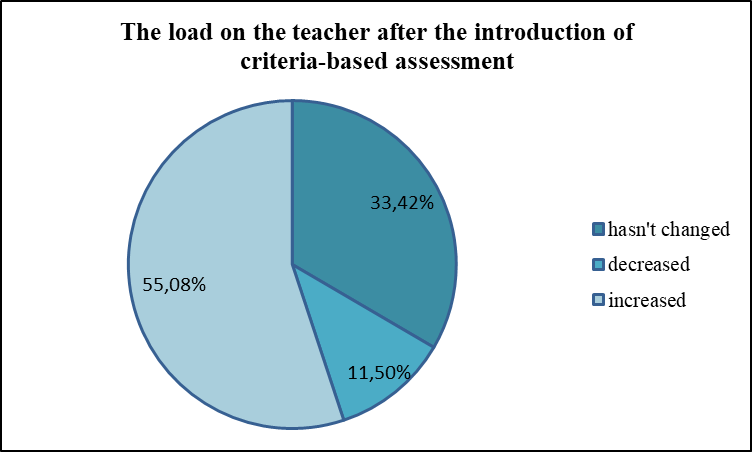 The load on the teacher after the introduction of
criteria-based assessment
33,42%
55,08%
11,50%
hasn't changed
decreased
increased